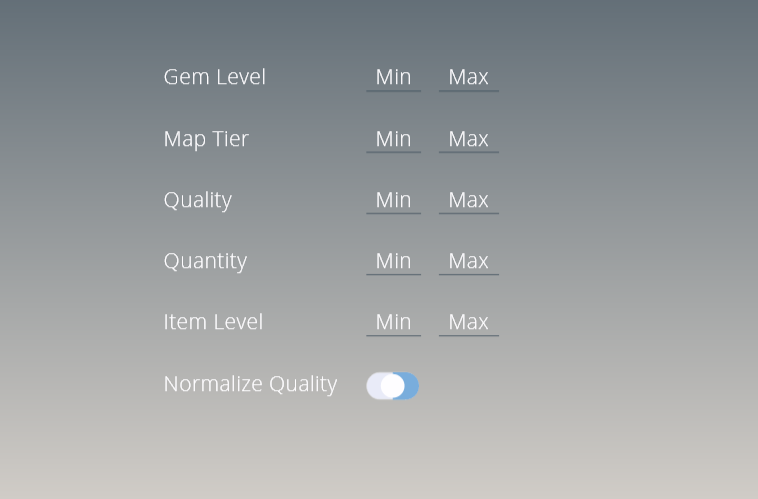 Gem Level Min Max
Map Tier Min Max
Quality Min Max
Quantity Min Max
Item Level Min Max
Normalize Quality